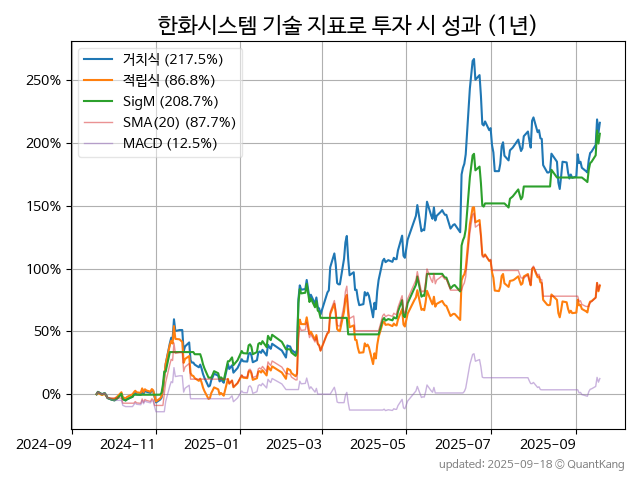 한화시스템 기술 지표로 투자 시 성과 (1년)
거치식 (217.5%)
적립식 (86.8%)
SigM (208.7%)
SMA(20) (87.7%)
MACD (12.5%)
250%
200%
150%
100%
50%
0%
2024-09 2024-11 2025-01 2025-03 2025-05 2025-07 2025-09
updated: 2025-09-18 © QuantKang